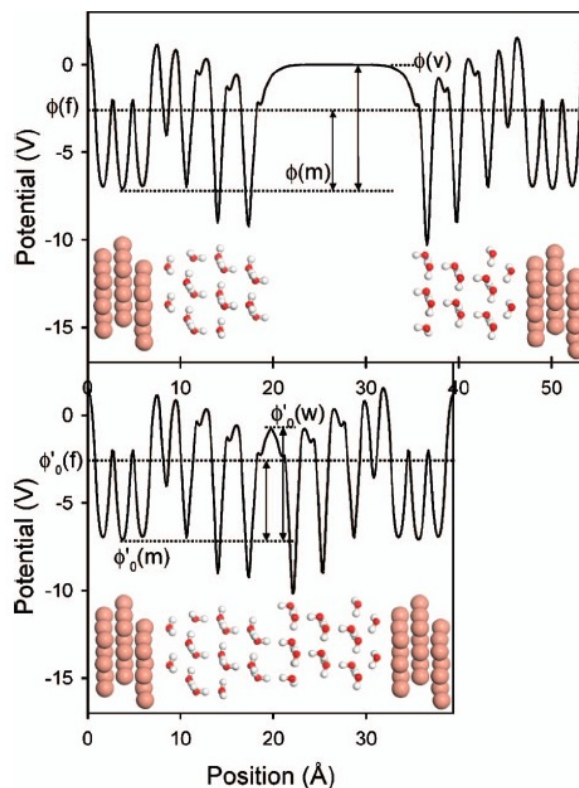 0
ϕ(v)
ϕ(f)
-5
ϕ(m)
Potential (V)
-10
-15
0 10 20 30 40 50
0
ϕ'₀(w)
ϕ'₀(f)
-5
ϕ'₀(m)
Potential (V)
-10
-15
0 10 20 30
Position (Å)